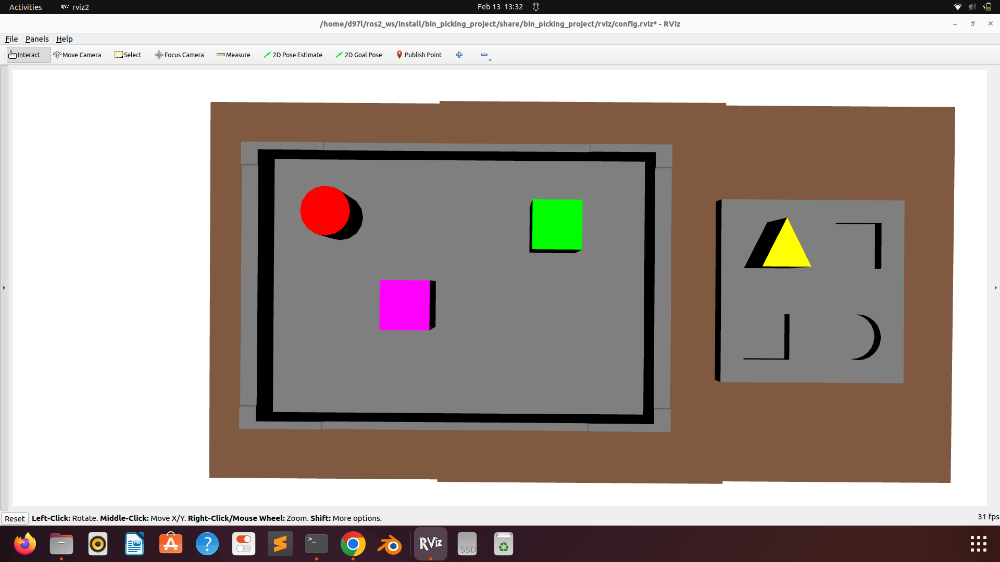 Activities RViz rviz2 Feb 13 13:32
/home/d97l/ros2_ws/install/bin_picking_project/share/bin_picking_project/rviz/config.rviz* - RViz
File Panels Help
Interact Move Camera Select Focus Camera Measure 2D Pose Estimate 2D Goal Pose Publish Point
Reset Left-Click: Rotate. Middle-Click: Move X/Y. Right-Click/Mouse Wheel: Zoom. Shift: More options. 31 fps
A ? >_ RViz SSD